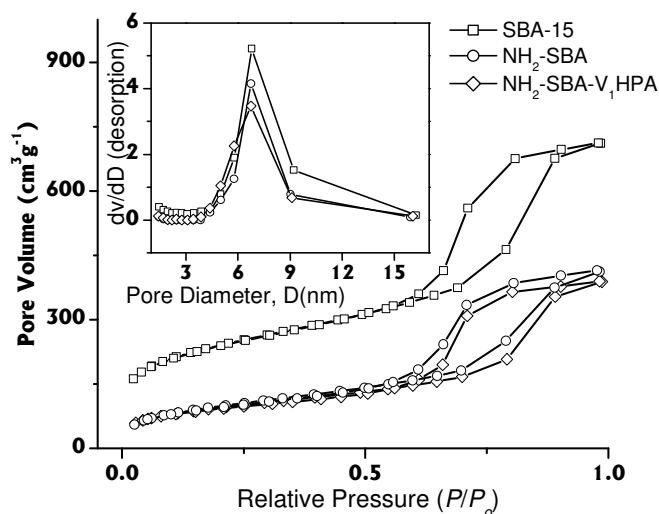 SBA-15
NH2-SBA
NH2-SBA-V1HPA
900
600
300
0
Pore Volume (cm3g-1)
6
4
2
0
dv/dD (desorption)
3 6 9 12 15
Pore Diameter, D(nm)
0.0 0.5 1.0
Relative Pressure (P/Po)